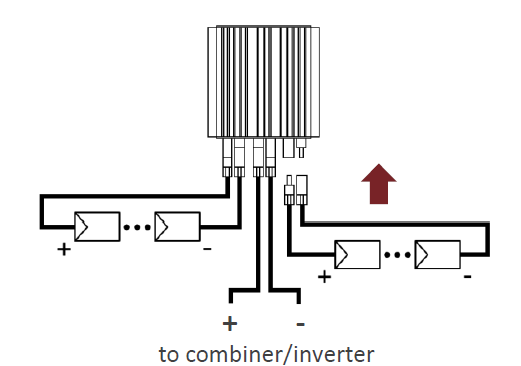 + -
+ -
+ -
to combiner/inverter